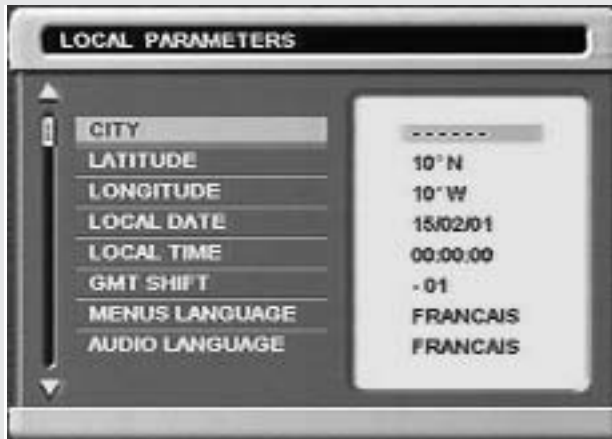 LOCAL PARAMETERS
CITY ------
LATITUDE 10°N
LONGITUDE 10°W
LOCAL DATE 15/02/01
LOCAL TIME 00:00:00
GMT SHIFT - 01
MENUS LANGUAGE FRANCAIS
AUDIO LANGUAGE FRANCAIS